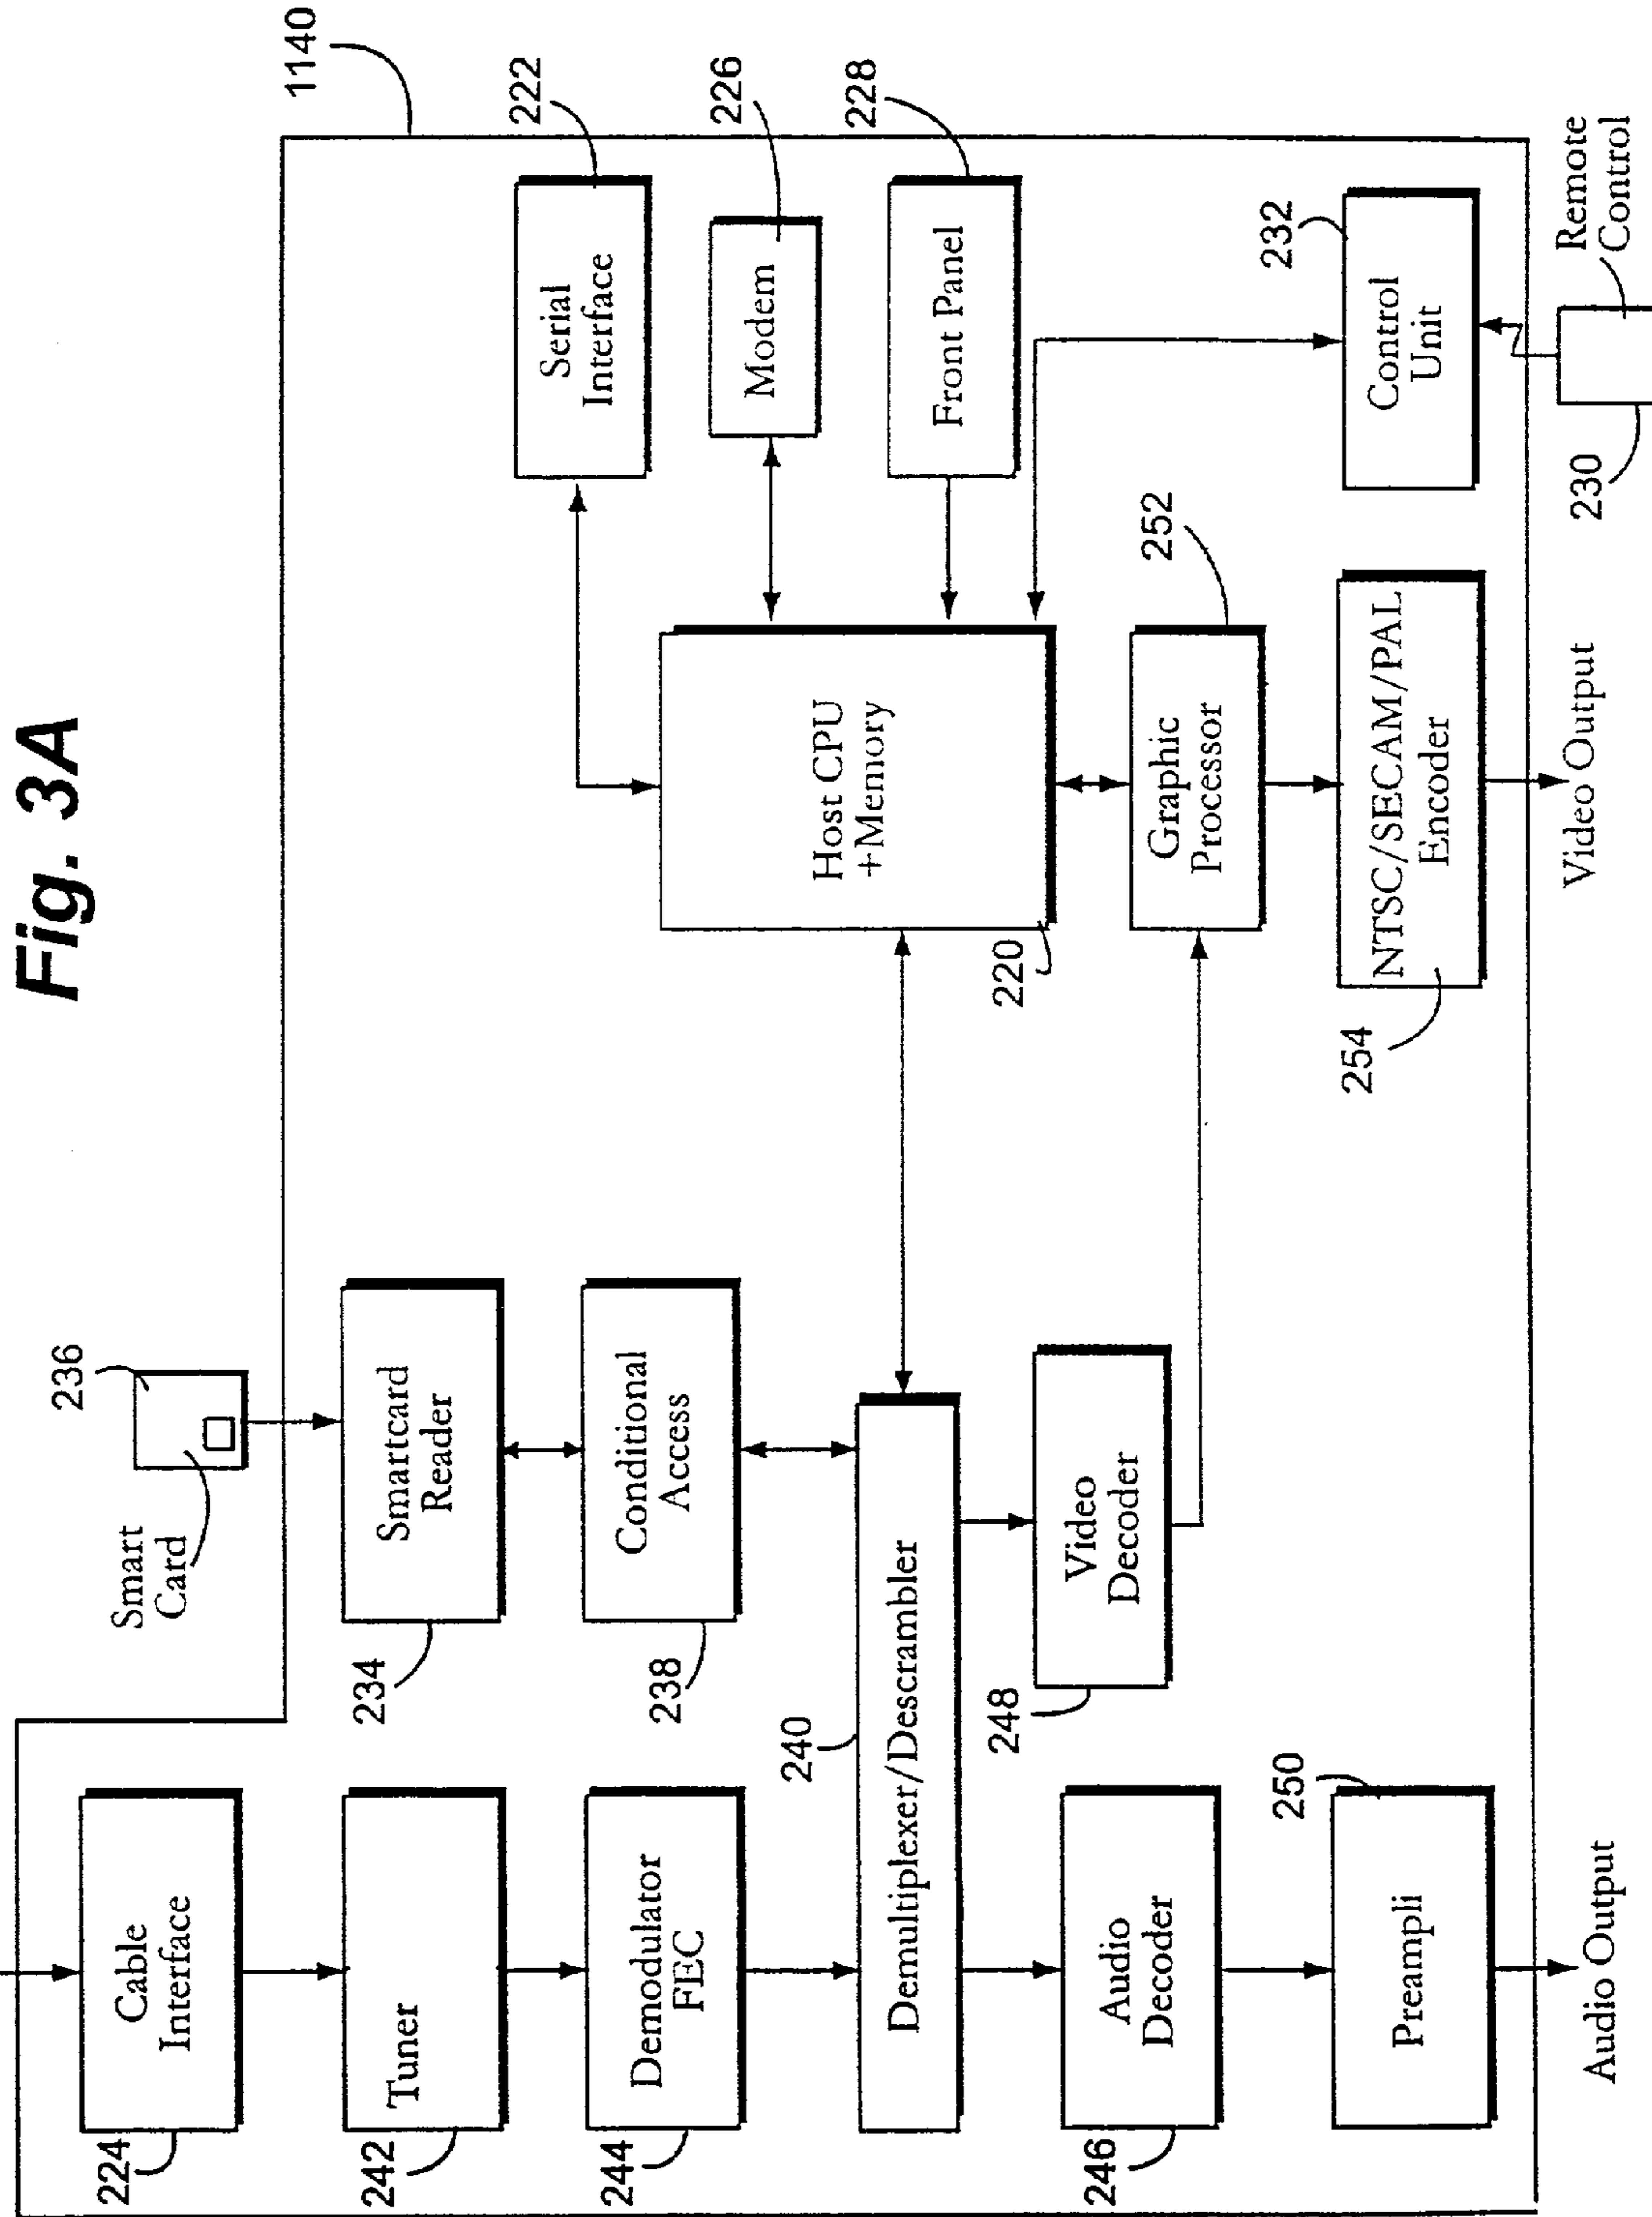 Fig. 3A
1140
236
Smart
Card
Cable
Interface
224
Smartcard
Reader
234
Serial
Interface
222
Tuner
242
Conditional
Access
238
Modem
226
Demodulator
FEC
244
Host CPU
+Memory
220
Front Panel
228
240
Demultiplexer/Descrambler
Video
Decoder
248
Graphic
Processor
252
Audio
Decoder
246
NTSC/SECAM/PAL
Encoder
254
Control
Unit
232
Preampli
250
Audio Output
Video Output
230
Remote
Control